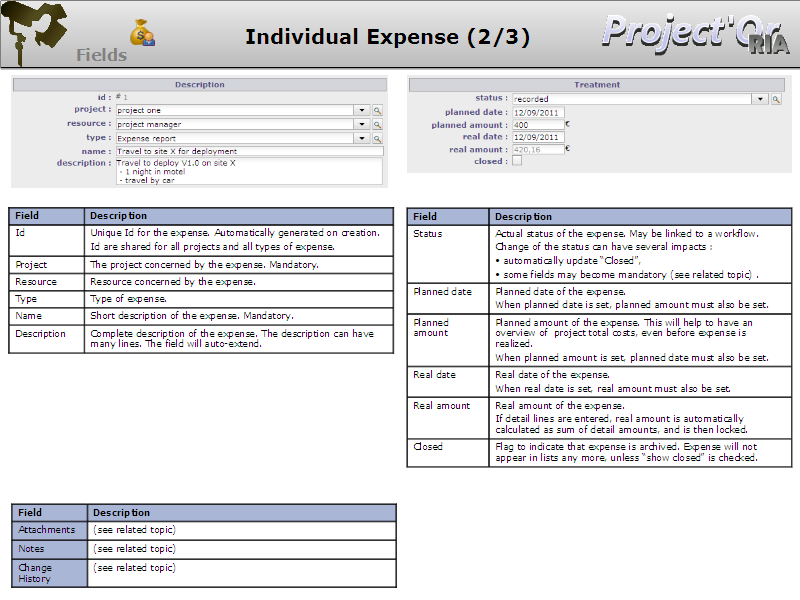 Fields
Individual Expense (2/3)
Project'Or
RIA
Description
id : # 1
project : project one
resource : project manager
type : Expense report
name : Travel to site X for deployment
description : Travel to deploy V1.0 on site X
- 1 night in motel
- travel by car
Treatment
status : recorded
planned date : 12/09/2011
planned amount : 400 €
real date : 12/09/2011
real amount : 420,16 €
closed :
Field Description
Id Unique Id for the expense. Automatically generated on creation.
Id are shared for all projects and all types of expense.
Project The project concerned by the expense. Mandatory.
Resource Resource concerned by the expense.
Type Type of expense.
Name Short description of the expense. Mandatory.
Description Complete description of the expense. The description can have
many lines. The field will auto-extend.
Field Description
Status Actual status of the expense. May be linked to a workflow.
Change of the status can have several impacts :
• automatically update “Closed”,
• some fields may become mandatory (see related topic) .
Planned date Planned date of the expense.
When planned date is set, planned amount must also be set.
Planned amount Planned amount of the expense. This will help to have an
overview of project total costs, even before expense is
realized.
When planned amount is set, planned date must also be set.
Real date Real date of the expense.
When real date is set, real amount must also be set.
Real amount Real amount of the expense.
If detail lines are entered, real amount is automatically
calculated as sum of detail amounts, and is then locked.
Closed Flag to indicate that expense is archived. Expense will not
appear in lists any more, unless “show closed” is checked.
Field Description
Attachments (see related topic)
Notes (see related topic)
Change History (see related topic)